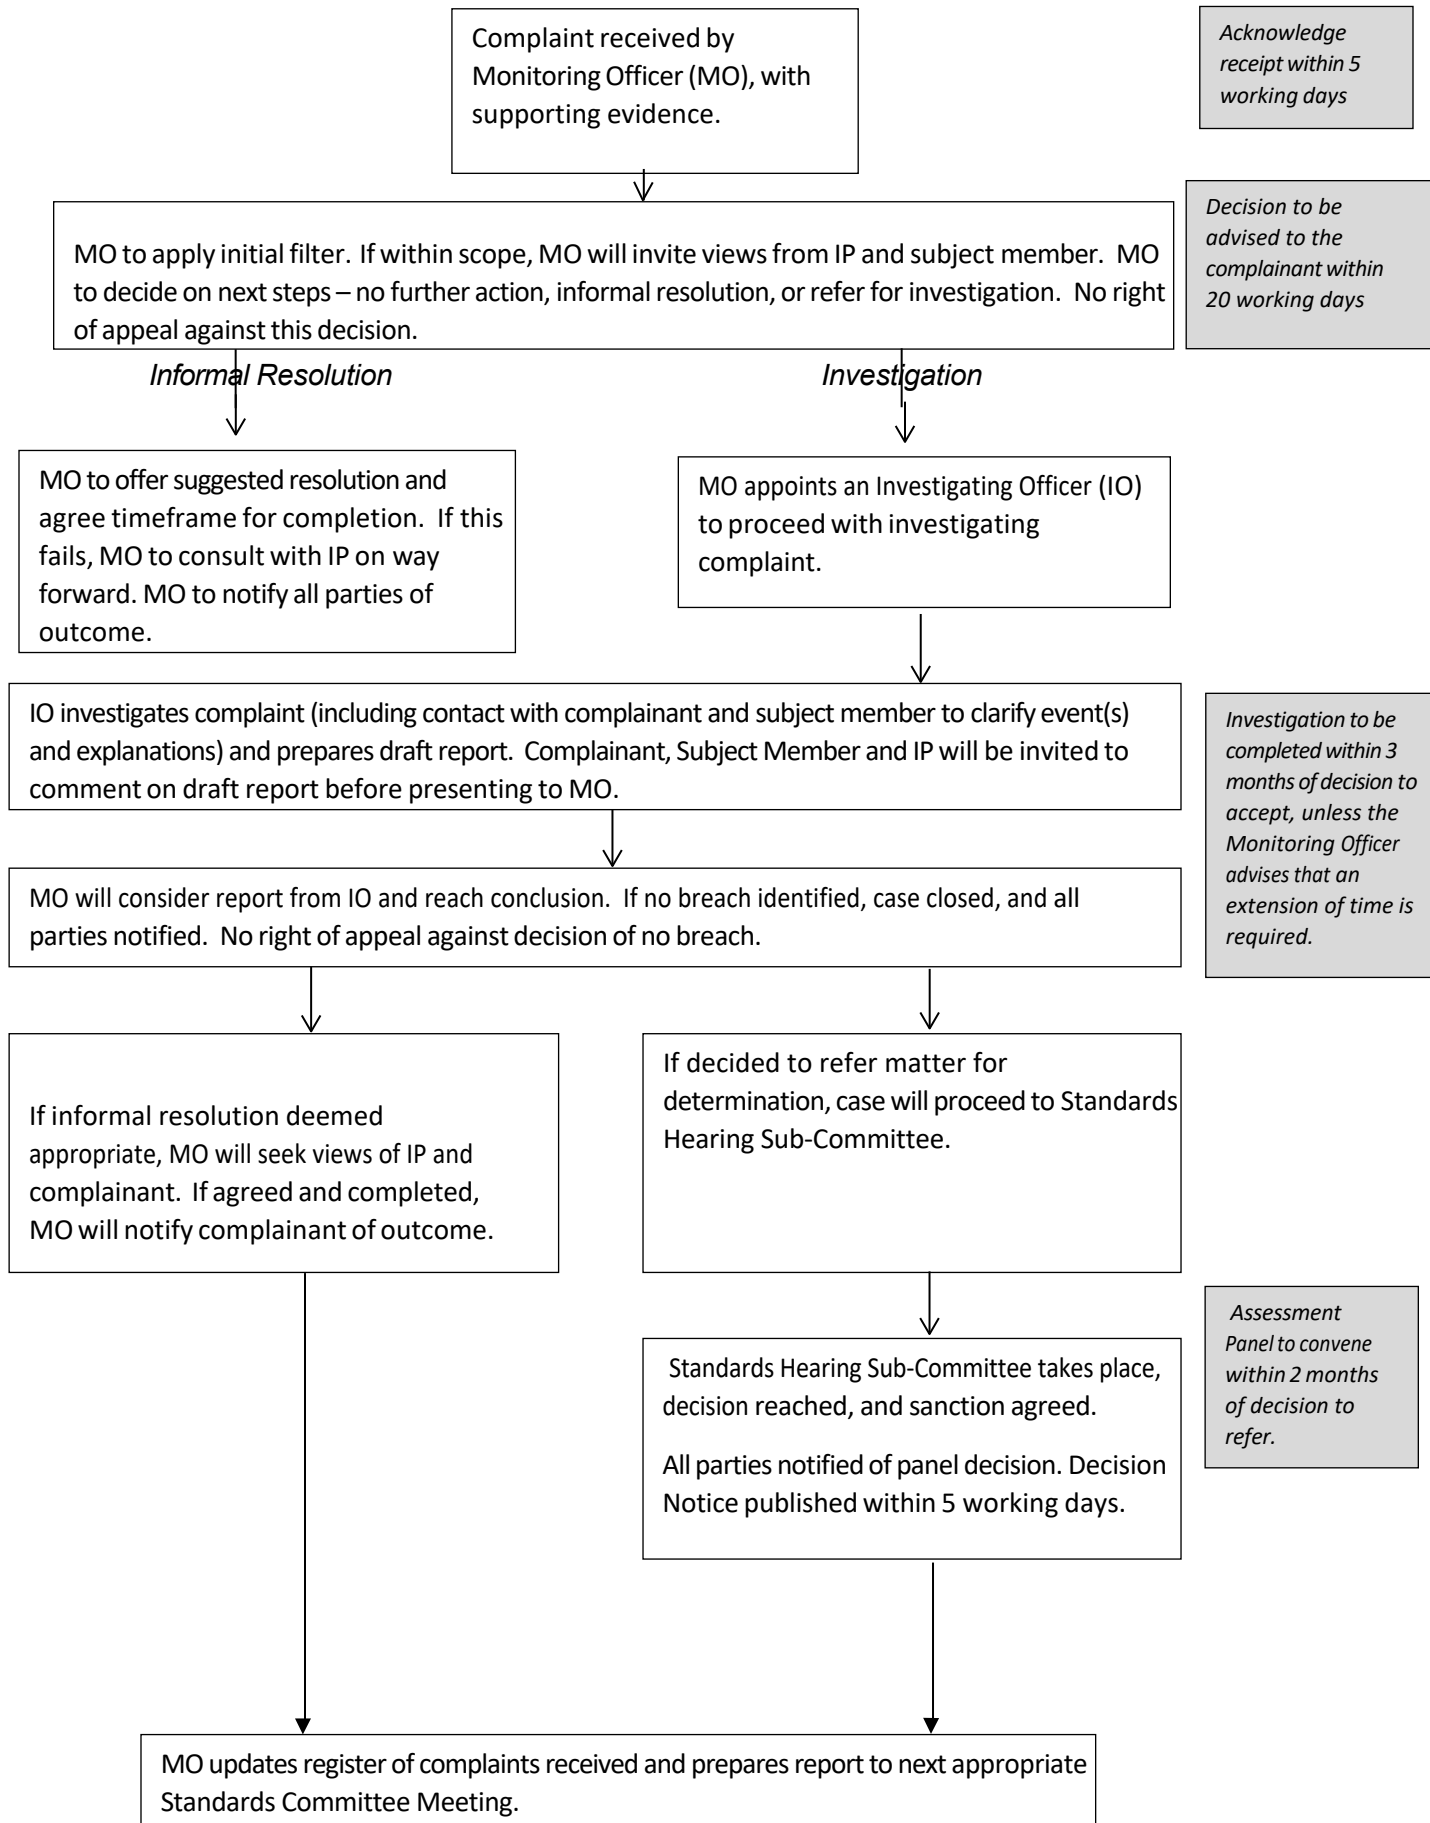 Complaint received by
Monitoring Officer (MO), with
supporting evidence.
Acknowledge
receipt within 5
working days
MO to apply initial filter. If within scope, MO will invite views from IP and subject member. MO
to decide on next steps – no further action, informal resolution, or refer for investigation. No right
of appeal against this decision.
Decision to be
advised to the
complainant within
20 working days
Informal Resolution
Investigation
MO to offer suggested resolution and
agree timeframe for completion. If this
fails, MO to consult with IP on way
forward. MO to notify all parties of
outcome.
MO appoints an Investigating Officer (IO)
to proceed with investigating
complaint.
IO investigates complaint (including contact with complainant and subject member to clarify event(s)
and explanations) and prepares draft report. Complainant, Subject Member and IP will be invited to
comment on draft report before presenting to MO.
Investigation to be
completed within 3
months of decision to
accept, unless the
Monitoring Officer
advises that an
extension of time is
required.
MO will consider report from IO and reach conclusion. If no breach identified, case closed, and all
parties notified. No right of appeal against decision of no breach.
If informal resolution deemed
appropriate, MO will seek views of IP and
complainant. If agreed and completed,
MO will notify complainant of outcome.
If decided to refer matter for
determination, case will proceed to Standards
Hearing Sub-Committee.
Assessment
Panel to convene
within 2 months
of decision to
refer.
Standards Hearing Sub-Committee takes place,
decision reached, and sanction agreed.
All parties notified of panel decision. Decision
Notice published within 5 working days.
MO updates register of complaints received and prepares report to next appropriate
Standards Committee Meeting.